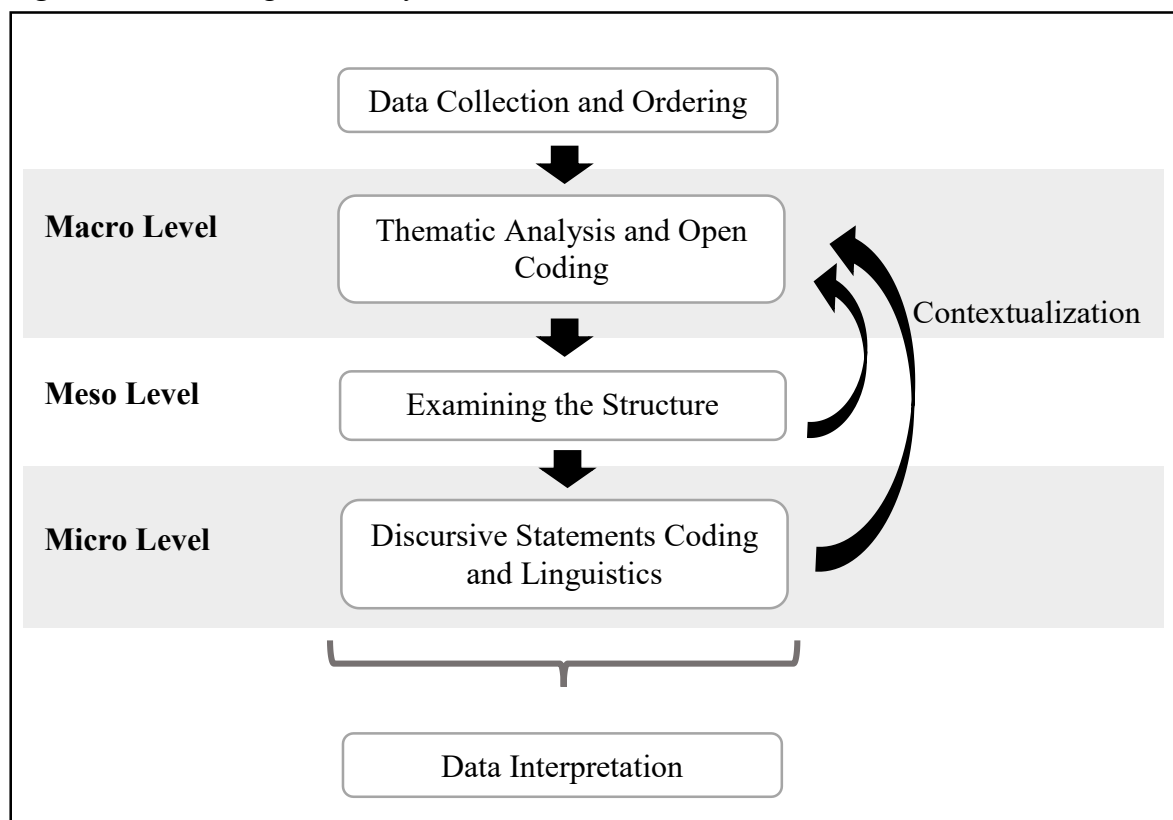 Data Collection and Ordering
Macro Level
Thematic Analysis and Open
Coding
Contextualization
Meso Level
Examining the Structure
Micro Level
Discursive Statements Coding
and Linguistics
Data Interpretation